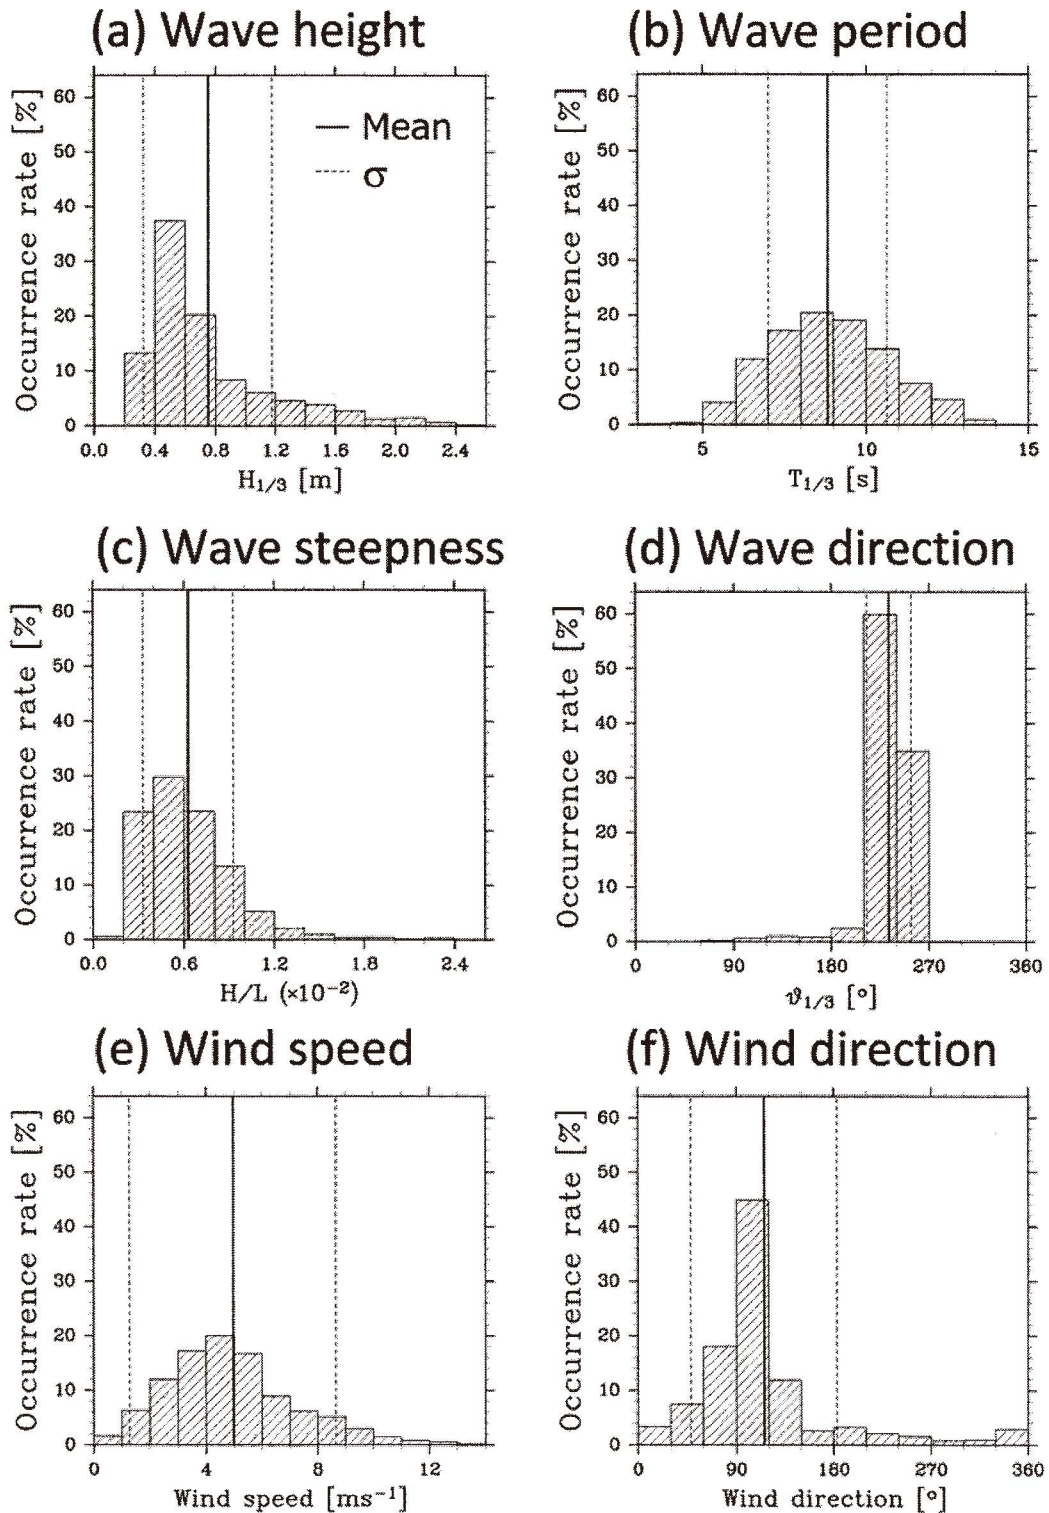 (a) Wave height
Occurrence rate [%]
60
50
40
30
20
10
0
Mean
σ
0.0 0.4 0.8 1.2 1.6 2.0 2.4
H1/3 [m]
(b) Wave period
Occurrence rate [%]
60
50
40
30
20
10
0
5 10 15
T1/3 [s]
(c) Wave steepness
Occurrence rate [%]
60
50
40
30
20
10
0
0.0 0.6 1.2 1.8 2.4
H/L (×10−2)
(d) Wave direction
Occurrence rate [%]
60
50
40
30
20
10
0
0 90 180 270 360
ϑ1/3 [°]
(e) Wind speed
Occurrence rate [%]
60
50
40
30
20
10
0
0 4 8 12
Wind speed [ms−1]
(f) Wind direction
Occurrence rate [%]
60
50
40
30
20
10
0
0 90 180 270 360
Wind direction [°]